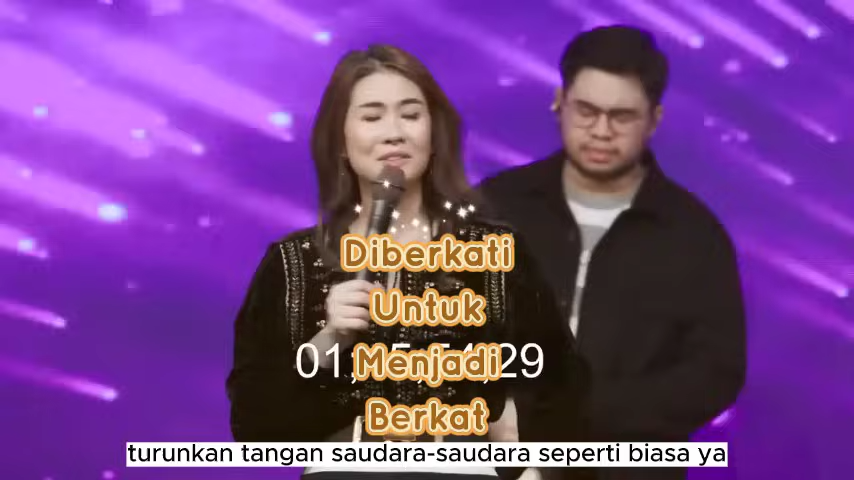 Diberkati
Untuk
Menjadi
Berkat
turunkan tangan saudara-saudara seperti biasa ya